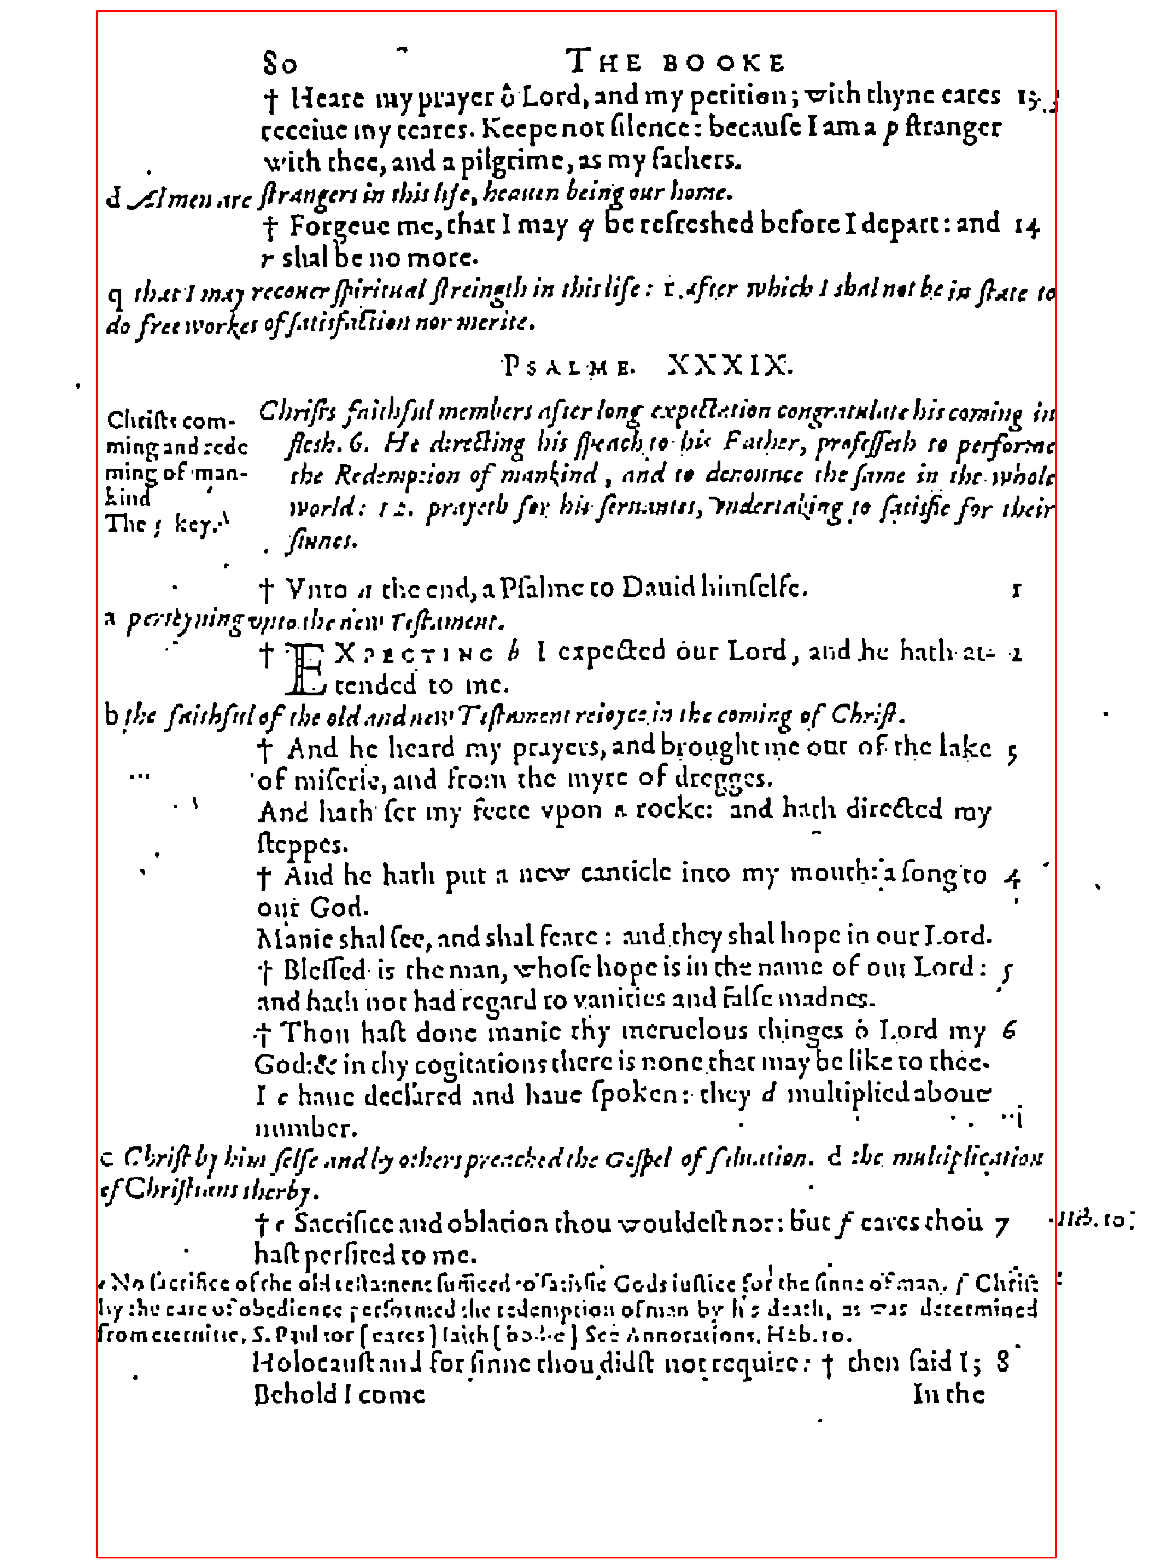 80 THE BOOKE
† Heare my prayer ô Lord, and my petition; with thyne eares 13.
receiue my teares. Keepe not silence: becauſe I am a p ſtranger
with thee, and a pilgrime, as my fathers.
d Al men are ſtrangers in this life, heauen being our home.
† Forgeue me, that I may q be refreshed before I depart: and 14
r shal be no more.
q that I may recouer ſpiritual ſtreingth in this life: r. after which I shal not be in ſtate to
do free workes of ſatisfaction nor merite.
PSALME. XXXIX.
Chriſts com-
ming and rede
ming of man-
kind
The 5 key.
Chriſts faithful members after long expectation congratulate his coming in
flesh. 6. He directing his ſpeach to his Father, profeſſeth to performe
the Redemption of mankind, and to denounce the ſame in the whole
world: 12. prayeth for his ſeruantes, vndertaking to ſatisfie for their
ſinnes.
† Vnto a the end, a Pſalme to Dauid himſelfe. 1
a perteyning vpto the new Teſtament.
† EXPECTING b I expected our Lord, and he hath at- 2
tended to me.
b the faithful of the old and new Teſtament reioyce in the coming of Chriſt.
† And he heard my prayers, and brought me out of the lake 3
of miſerie, and from the myre of dregges.
And hath ſet my feete vpon a rocke: and hath directed my
ſteppes.
† And he hath put a new canticle into my mouth: a ſong to 4
our God.
Manie shal ſee, and shal feare: and they shal hope in our Lord.
† Bleſſed is the man, whoſe hope is in the name of our Lord: 5
and hath not had regard to vanities and falſe madnes.
† Thou haſt done manie thy meruelous thinges ô Lord my 6
God: & in thy cogitations there is none that may be like to thee.
I c haue declared and haue ſpoken: they d multiplied aboue
number.
c Chriſt by him ſelfe and by others preached the Goſpel of ſaluation. d the multiplication
of Chriſtians therby.
† e Sacrifice and oblation thou wouldeſt not: but f eares thou 7 Heb. 10.
haſt perfited to me.
e No ſacrifice of the old teſtament ſufficed to ſatisfie Gods iuſtice for the ſinne of man. f Chriſt
by the eare of obedience performed the redemption of man by his death, as was determined
from eternitie. S. Paul for [eares] ſaith [bodie] See Annotations. Heb. 10.
Holocauſt and for ſinne thou didſt not require: † then ſaid I; 8
Behold I come In the